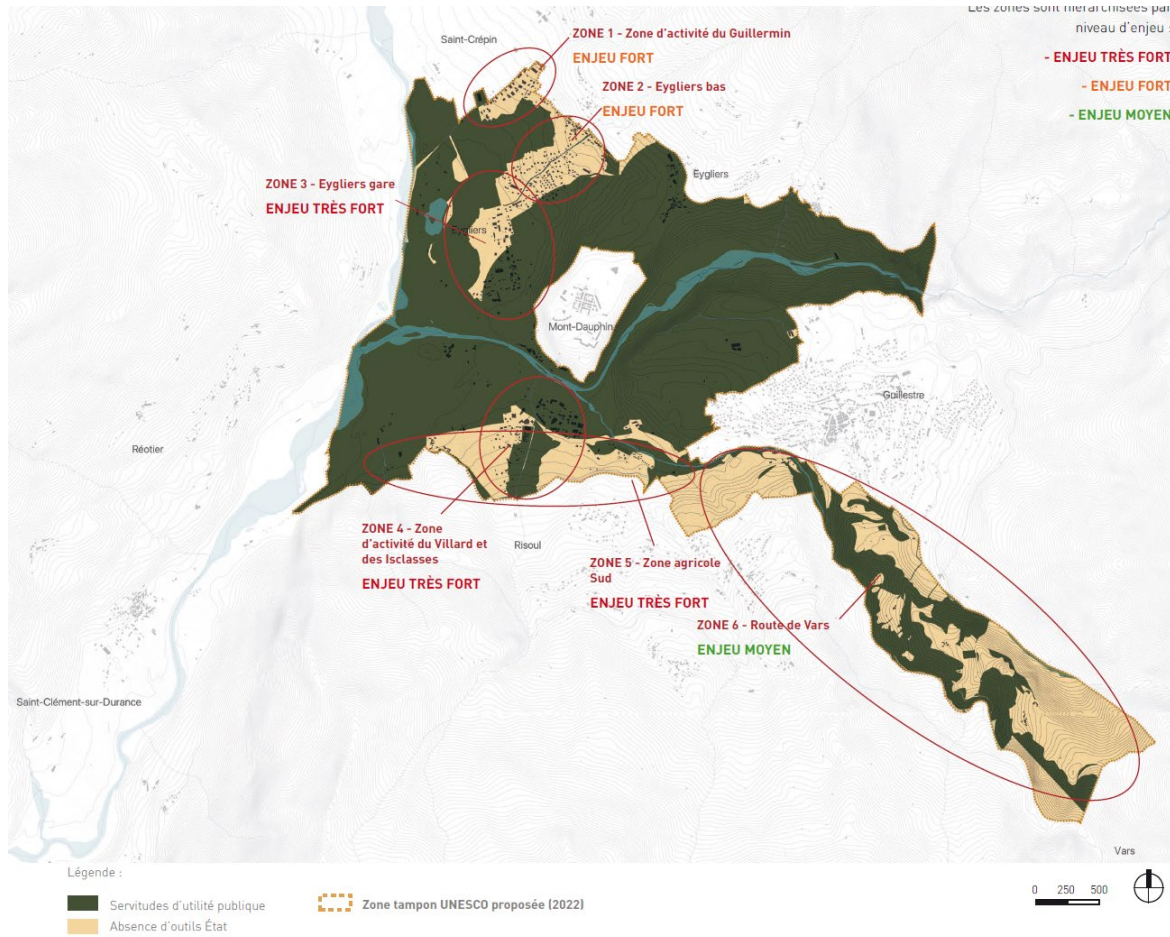 Les zones sont hiérarchisées par
niveau d'enjeu :
- ENJEU TRÈS FORT
- ENJEU FORT
- ENJEU MOYEN
Saint-Crépin
ZONE 1 - Zone d'activité du Guillermin
ENJEU FORT
ZONE 2 - Eygliers bas
ENJEU FORT
Eygliers
ZONE 3 - Eygliers gare
ENJEU TRÈS FORT
Eygliers
Mont-Dauphin
Guillestre
Réotier
ZONE 4 - Zone
d'activité du Villard et
des Isclasses
ENJEU TRÈS FORT
Risoul
ZONE 5 - Zone agricole
Sud
ENJEU TRÈS FORT
ZONE 6 - Route de Vars
ENJEU MOYEN
Saint-Clément-sur-Durance
Vars
Légende :
Servitudes d'utilité publique
Absence d'outils État
Zone tampon UNESCO proposée (2022)
0 250 500